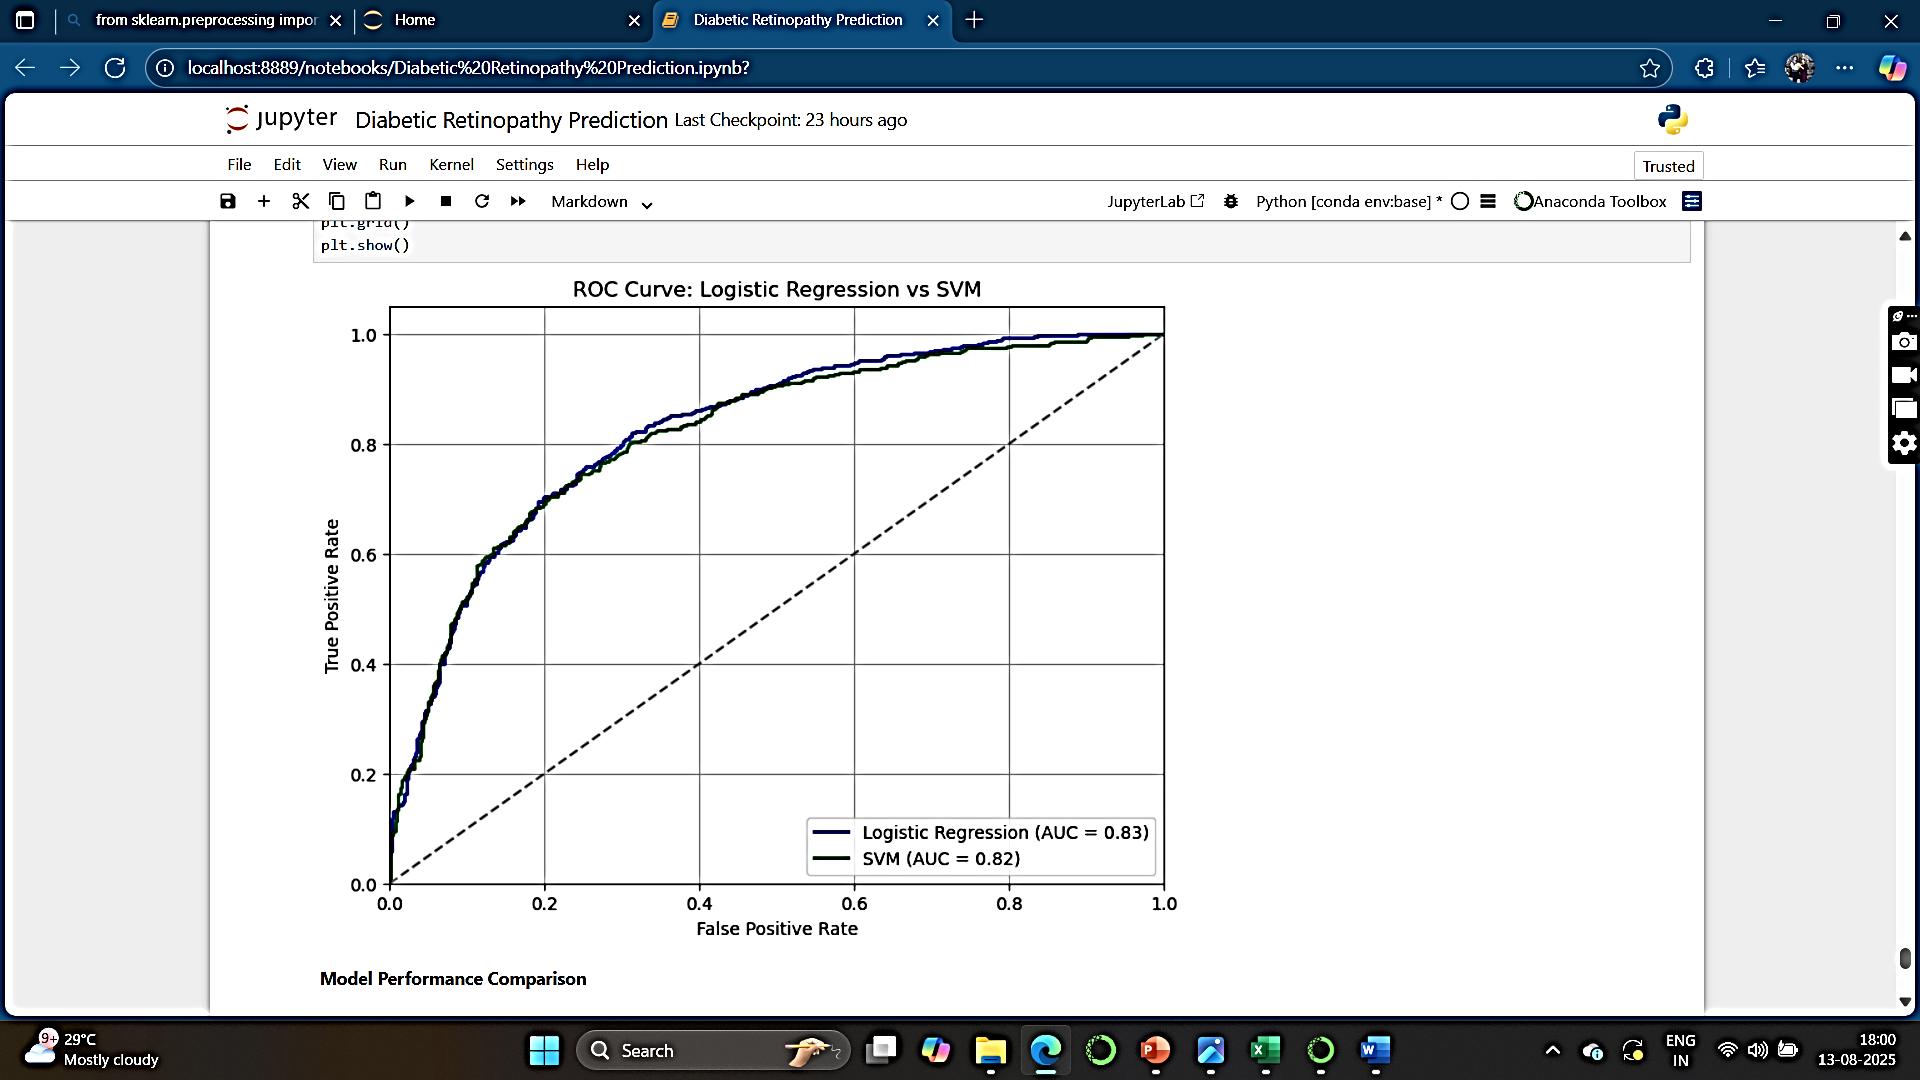 from sklearn.preprocessing impor
Home
Diabetic Retinopathy Prediction
localhost:8889/notebooks/Diabetic%20Retinopathy%20Prediction.ipynb?
jupyter Diabetic Retinopathy Prediction Last Checkpoint: 23 hours ago
File Edit View Run Kernel Settings Help
Trusted
Markdown
JupyterLab Python [conda env:base] * Anaconda Toolbox
plt.grid()
plt.show()
ROC Curve: Logistic Regression vs SVM
True Positive Rate
1.0
0.8
0.6
0.4
0.2
0.0
0.0 0.2 0.4 0.6 0.8 1.0
False Positive Rate
Logistic Regression (AUC = 0.83)
SVM (AUC = 0.82)
Model Performance Comparison
9+
29°C
Mostly cloudy
Search
ENG
IN
18:00
13-08-2025